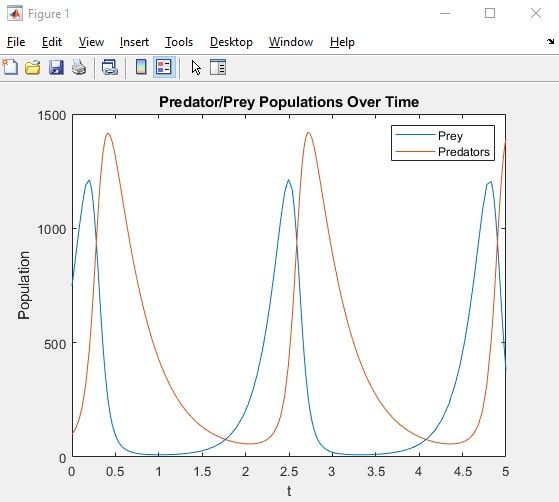 Figure 1
File Edit View Insert Tools Desktop Window Help
Predator/Prey Populations Over Time
Prey
Predators
1500
1000
500
0
Population
0 0.5 1 1.5 2 2.5 3 3.5 4 4.5 5
t